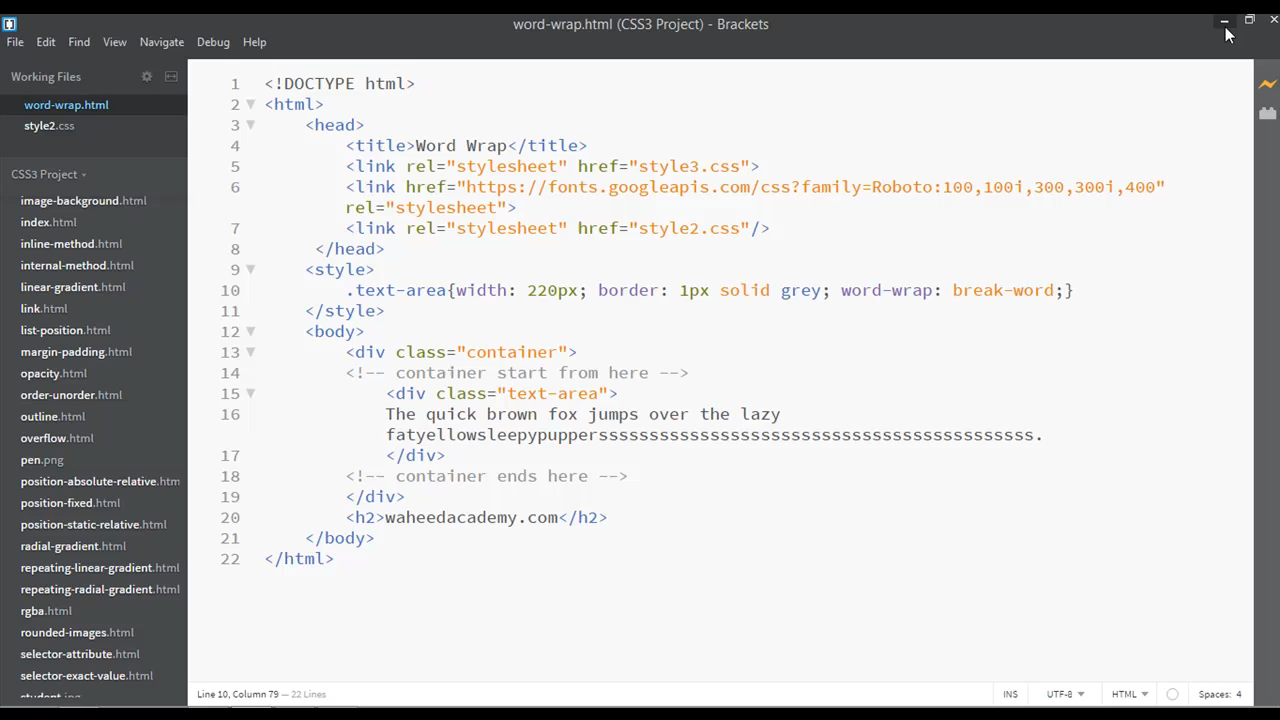 word-wrap.html (CSS3 Project) - Brackets
File Edit Find View Navigate Debug Help
Working Files
word-wrap.html
style2.css
CSS3 Project
image-background.html
index.html
inline-method.html
internal-method.html
linear-gradient.html
link.html
list-position.html
margin-padding.html
opacity.html
order-unorder.html
outline.html
overflow.html
pen.png
position-absolute-relative.htm
position-fixed.html
position-static-relative.html
radial-gradient.html
repeating-linear-gradient.html
repeating-radial-gradient.html
rgba.html
rounded-images.html
selector-attribute.html
selector-exact-value.html
1 <!DOCTYPE html>
2 <html>
3 <head>
4 <title>Word Wrap</title>
5 <link rel="stylesheet" href="style3.css">
6 <link href="https://fonts.googleapis.com/css?family=Roboto:100,100i,300,300i,400"
rel="stylesheet">
7 <link rel="stylesheet" href="style2.css"/>
8 </head>
9 <style>
10 .text-area{width: 220px; border: 1px solid grey; word-wrap: break-word;}
11 </style>
12 <body>
13 <div class="container">
14 <!-- container start from here -->
15 <div class="text-area">
16 The quick brown fox jumps over the lazy
fatyellowsleepypuppersssssssssssssssssssssssssssssssssssssssssss.
17 </div>
18 <!-- container ends here -->
19 </div>
20 <h2>waheedacademy.com</h2>
21 </body>
22 </html>
Line 10, Column 79 — 22 Lines
INS UTF-8 HTML Spaces: 4